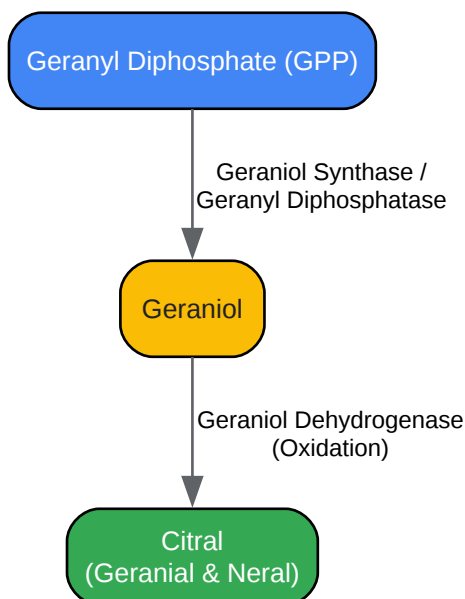 Geranyl Diphosphate (GPP)
Geraniol Synthase /
Geranyl Diphosphatase
Geraniol
Geraniol Dehydrogenase
(Oxidation)
Citral
(Geranial & Neral)